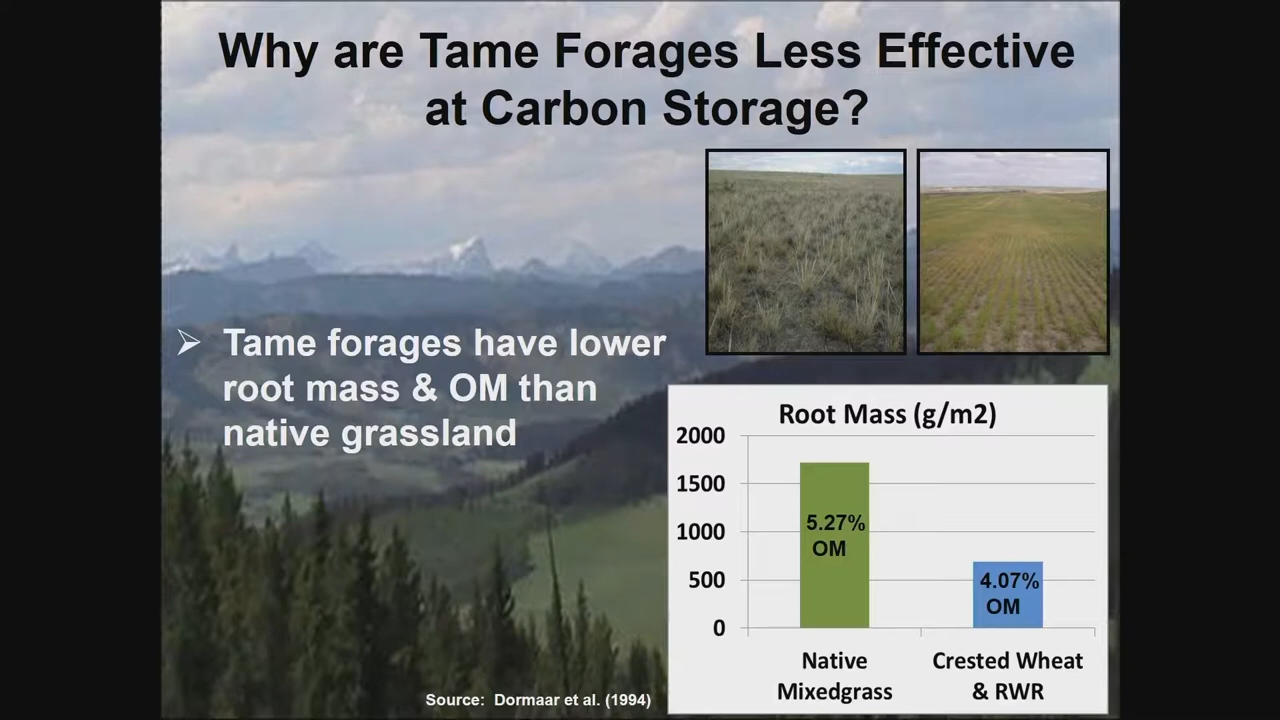 Why are Tame Forages Less Effective
at Carbon Storage?
➢ Tame forages have lower
root mass & OM than
native grassland
Root Mass (g/m2)
2000
1500
1000
500
0
5.27%
OM
4.07%
OM
Native
Mixedgrass
Crested Wheat
& RWR
Source: Dormaar et al. (1994)